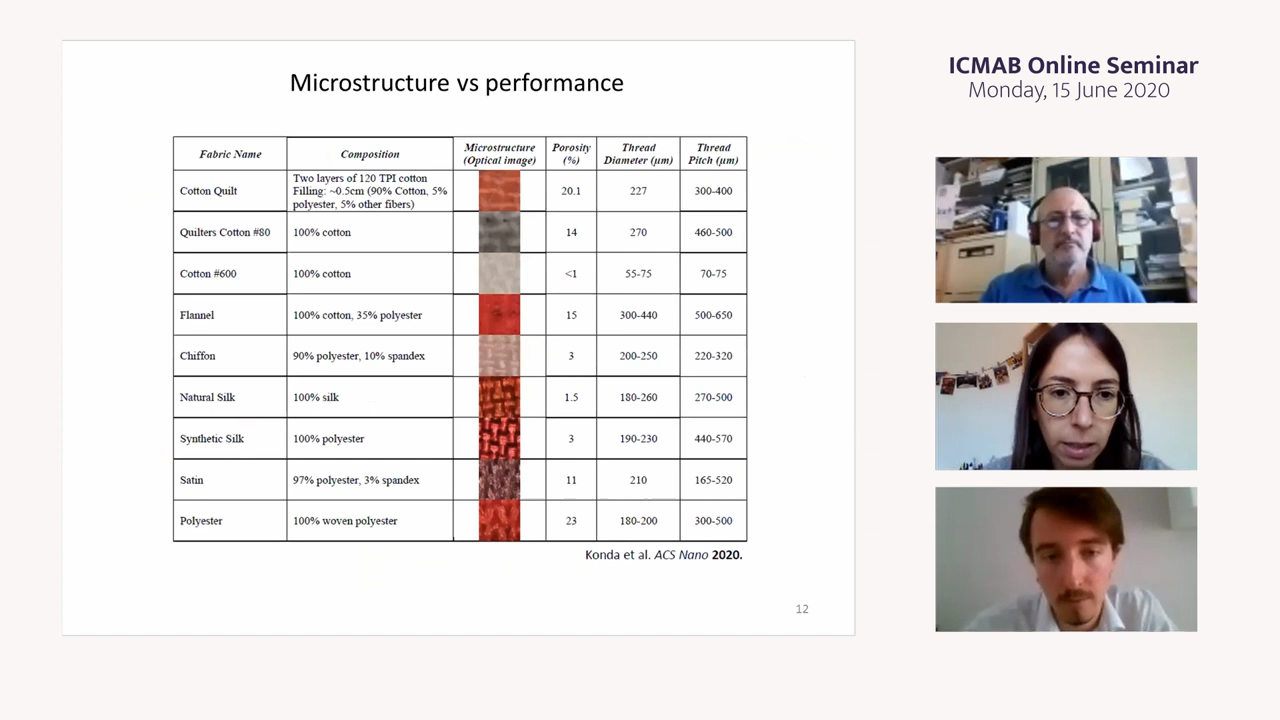 Microstructure vs performance
ICMAB Online Seminar
Monday, 15 June 2020
Fabric Name Composition Microstructure (Optical image) Porosity (%) Thread Diameter (μm) Thread Pitch (μm)
Cotton Quilt Two layers of 120 TPI cotton Filling: ~0.5cm (90% Cotton, 5% polyester, 5% other fibers) 20.1 227 300-400
Quilters Cotton #80 100% cotton 14 270 460-500
Cotton #600 100% cotton <1 55-75 70-75
Flannel 100% cotton, 35% polyester 15 300-440 500-650
Chiffon 90% polyester, 10% spandex 3 200-250 220-320
Natural Silk 100% silk 1.5 180-260 270-500
Synthetic Silk 100% polyester 3 190-230 440-570
Satin 97% polyester, 3% spandex 11 210 165-520
Polyester 100% woven polyester 23 180-200 300-500
Konda et al. ACS Nano 2020.
12